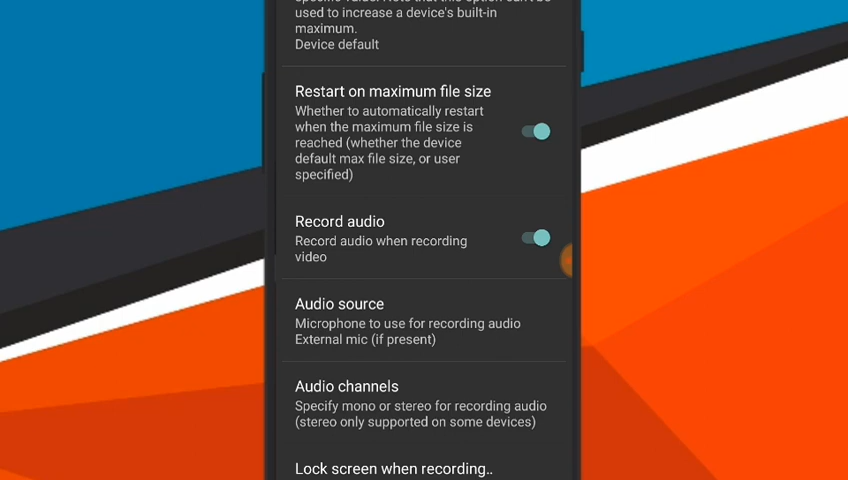 used to increase a device's built-in
maximum.
Device default
Restart on maximum file size
Whether to automatically restart
when the maximum file size is
reached (whether the device
default max file size, or user
specified)
Record audio
Record audio when recording
video
Audio source
Microphone to use for recording audio
External mic (if present)
Audio channels
Specify mono or stereo for recording audio
(stereo only supported on some devices)
Lock screen when recording..